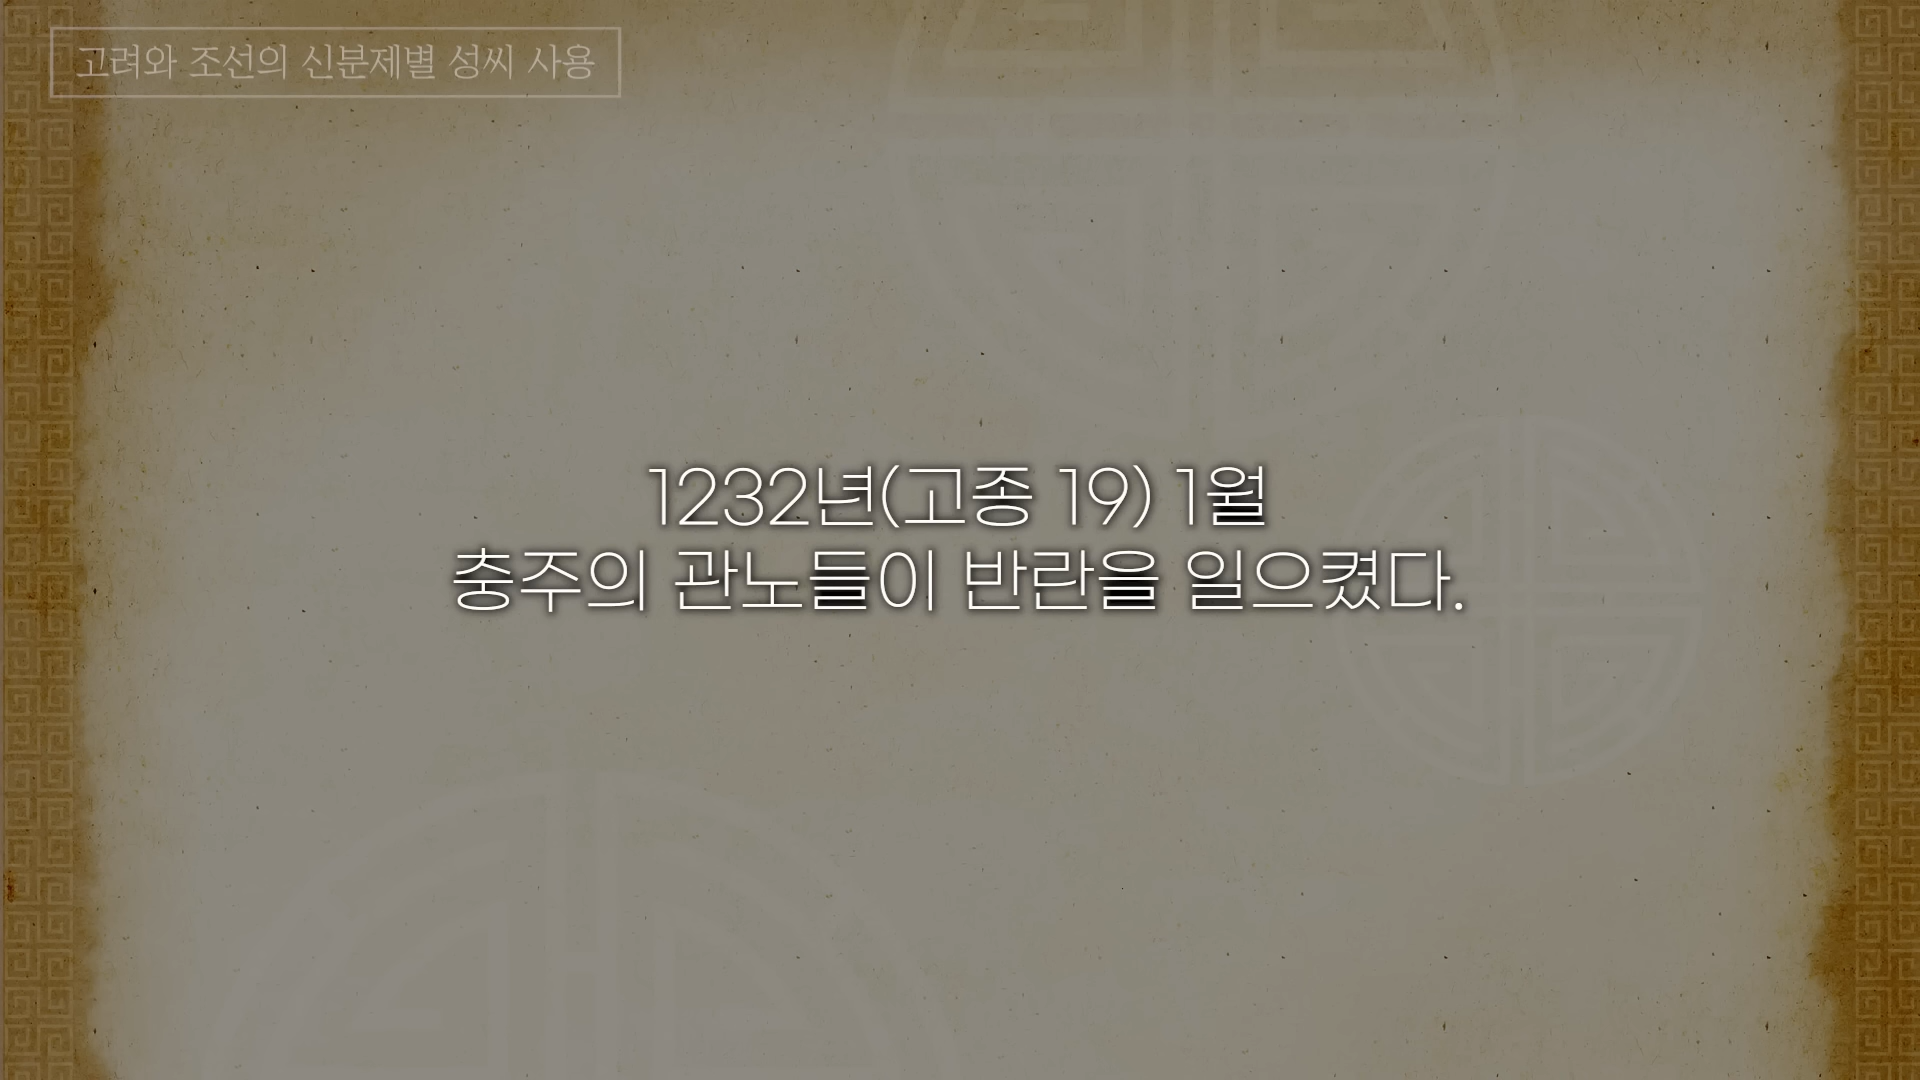 고려와 조선의 신분제별 성씨 사용
1232년(고종 19) 1월
충주의 관노들이 반란을 일으켰다.